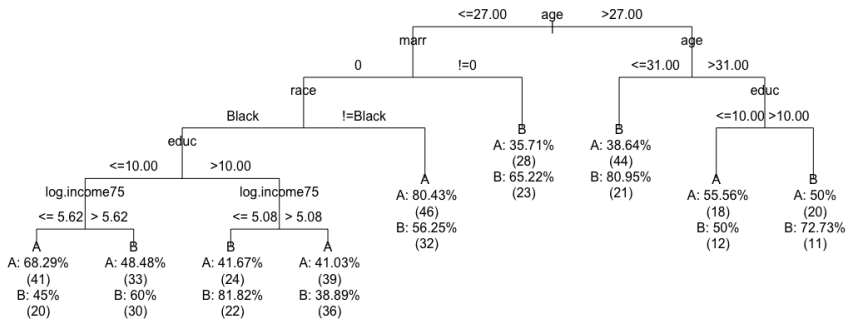 <=27.00 age >27.00
marr age
0 !=0 <=31.00 >31.00
race educ
Black !=Black <=10.00 >10.00
educ
<=10.00 >10.00
log.income75 log.income75
<= 5.62 > 5.62 <= 5.08 > 5.08
A
A: 68.29%
(41)
B: 45%
(20)
B
A: 48.48%
(33)
B: 60%
(30)
B
A: 41.67%
(24)
B: 81.82%
(22)
A
A: 41.03%
(39)
B: 38.89%
(36)
A
A: 80.43%
(46)
B: 56.25%
(32)
B
A: 35.71%
(28)
B: 65.22%
(23)
B
A: 38.64%
(44)
B: 80.95%
(21)
A
A: 55.56%
(18)
B: 50%
(12)
B
A: 50%
(20)
B: 72.73%
(11)